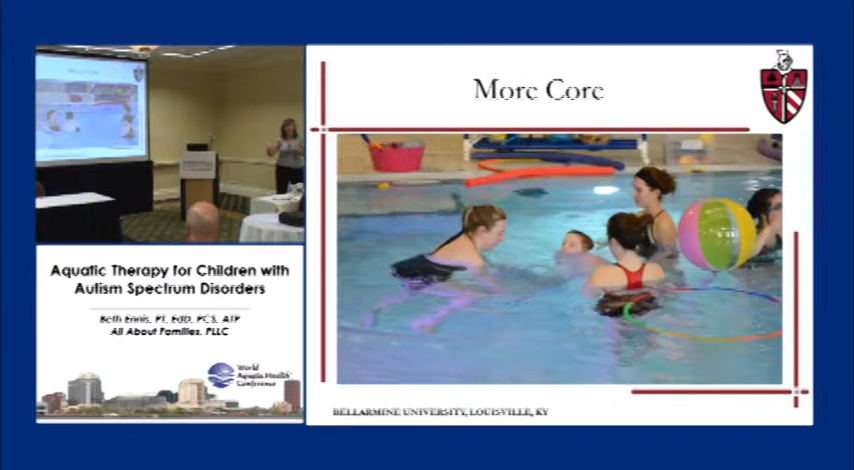 More Core
Aquatic Therapy for Children with
Autism Spectrum Disorders
Beth Ennis, PT, EdD, PCS, ATP
All About Families, PLLC
World
Aquatic Health
Conference
BELLARMINE UNIVERSITY, LOUISVILLE, KY